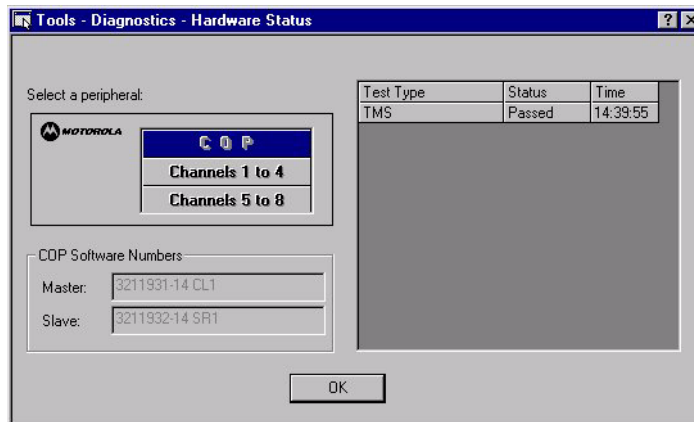 Tools - Diagnostics - Hardware Status
Select a peripheral:
MOTOROLA
COP
Channels 1 to 4
Channels 5 to 8
COP Software Numbers
Master: 3211931-14 CL1
Slave: 3211932-14 SR1
Test Type Status Time
TMS Passed 14:39:55
OK